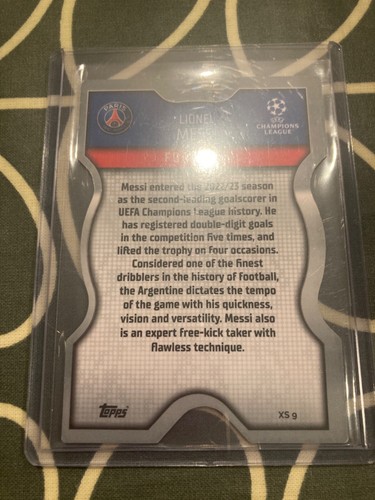 PARIS
LIONEL
MESSI
UEFA
CHAMPIONS
LEAGUE
Messi entered the 2022/23 season
as the second-leading goalscorer in
UEFA Champions League history. He
has registered double-digit goals
in the competition five times, and
lifted the trophy on four occasions.
Considered one of the finest
dribblers in the history of football,
the Argentine dictates the tempo
of the game with his quickness,
vision and versatility. Messi also
is an expert free-kick taker with
flawless technique.
Topps
XS 9